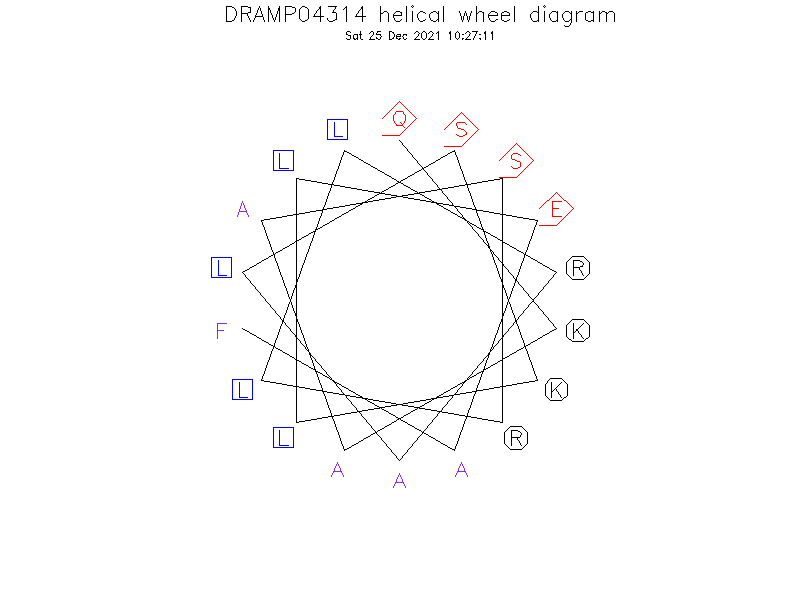 DRAMP04314 helical wheel diagram
Sat 25 Dec 2021 10:27:11
Q
L S
L S
A E
L R
F K
L K
L R
A A
A